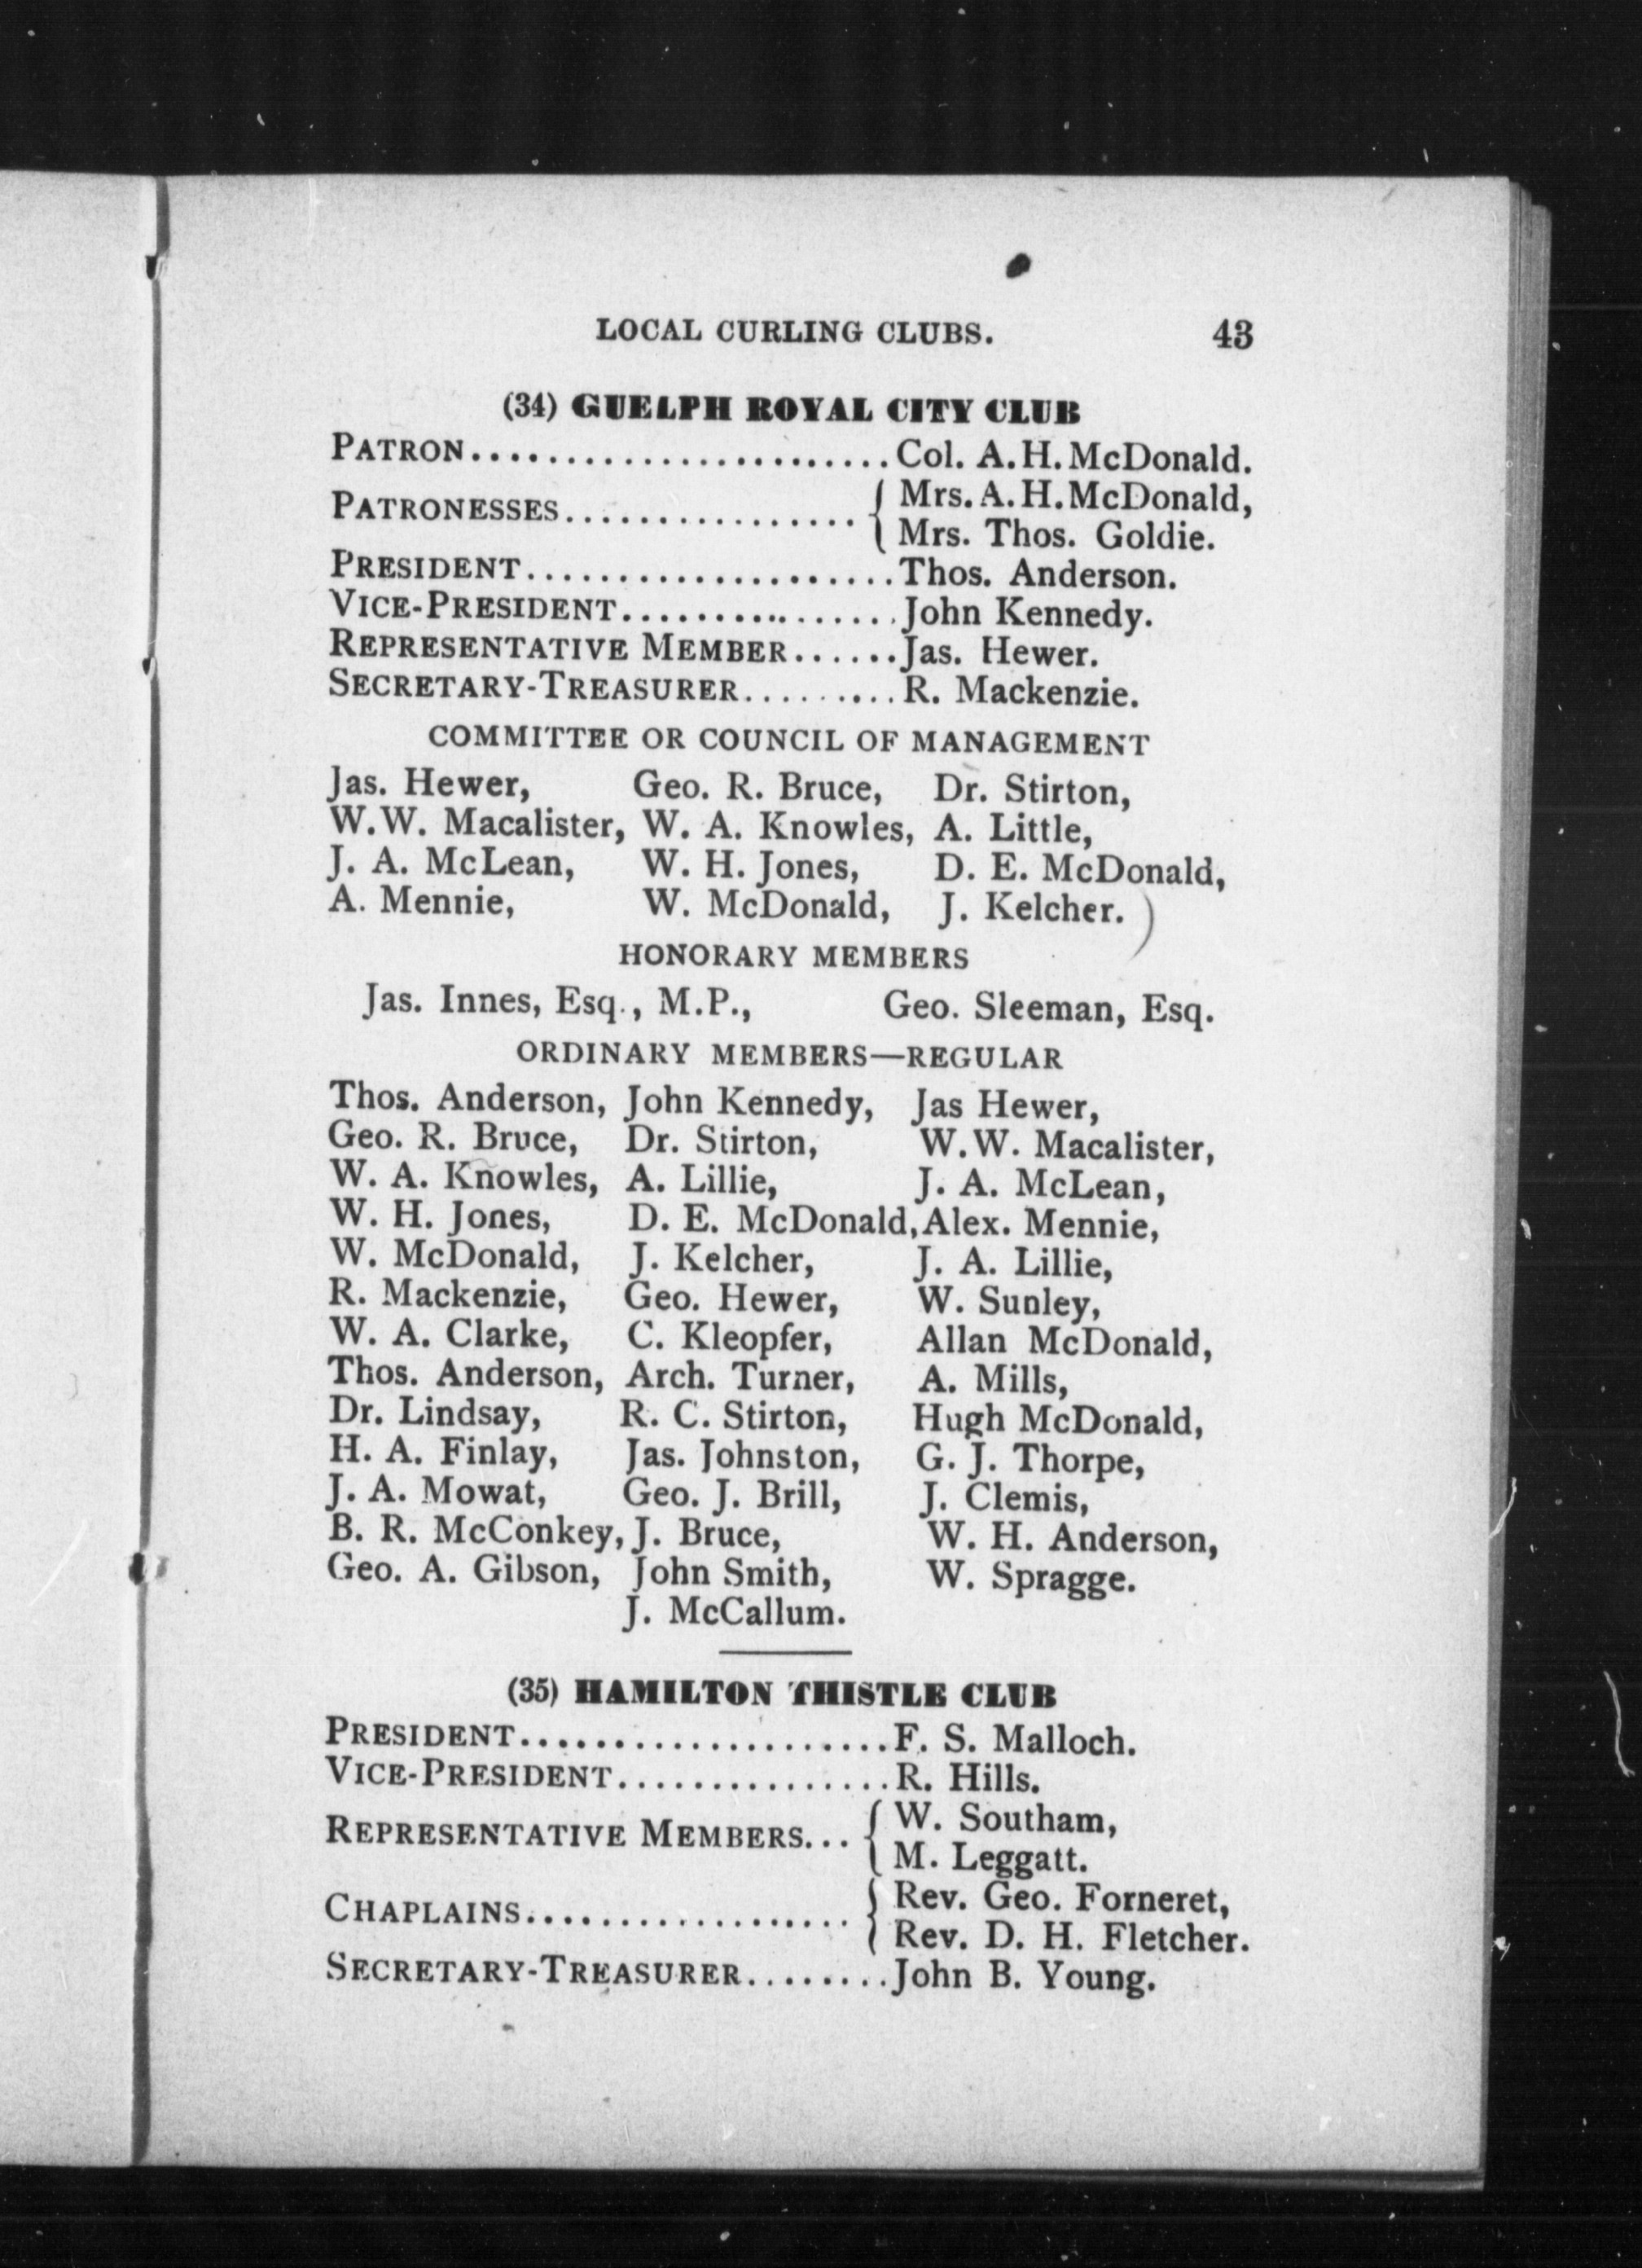 LOCAL CURLING CLUBS. 43
(34) GUELPH ROYAL CITY CLUB
PATRON........................Col. A. H. McDonald.
PATRONESSES................ { Mrs. A. H. McDonald,
Mrs. Thos. Goldie.
PRESIDENT.....................Thos. Anderson.
VICE-PRESIDENT.................John Kennedy.
REPRESENTATIVE MEMBER......Jas. Hewer.
SECRETARY-TREASURER.........R. Mackenzie.
COMMITTEE OR COUNCIL OF MANAGEMENT
Jas. Hewer, Geo. R. Bruce, Dr. Stirton,
W. W. Macalister, W. A. Knowles, A. Little,
J. A. McLean, W. H. Jones, D. E. McDonald,
A. Mennie, W. McDonald, J. Kelcher.
HONORARY MEMBERS
Jas. Innes, Esq., M.P., Geo. Sleeman, Esq.
ORDINARY MEMBERS—REGULAR
Thos. Anderson, John Kennedy, Jas Hewer,
Geo. R. Bruce, Dr. Stirton, W. W. Macalister,
W. A. Knowles, A. Lillie, J. A. McLean,
W. H. Jones, D. E. McDonald, Alex. Mennie,
W. McDonald, J. Kelcher, J. A. Lillie,
R. Mackenzie, Geo. Hewer, W. Sunley,
W. A. Clarke, C. Kleopfer, Allan McDonald,
Thos. Anderson, Arch. Turner, A. Mills,
Dr. Lindsay, R. C. Stirton, Hugh McDonald,
H. A. Finlay, Jas. Johnston, G. J. Thorpe,
J. A. Mowat, Geo. J. Brill, J. Clemis,
B. R. McConkey, J. Bruce, W. H. Anderson,
Geo. A. Gibson, John Smith, W. Spragge.
J. McCallum.
(35) HAMILTON THISTLE CLUB
PRESIDENT.....................F. S. Malloch.
VICE-PRESIDENT...............R. Hills.
REPRESENTATIVE MEMBERS... { W. Southam,
M. Leggatt.
CHAPLAINS.................. { Rev. Geo. Forneret,
Rev. D. H. Fletcher.
SECRETARY-TREASURER........John B. Young.